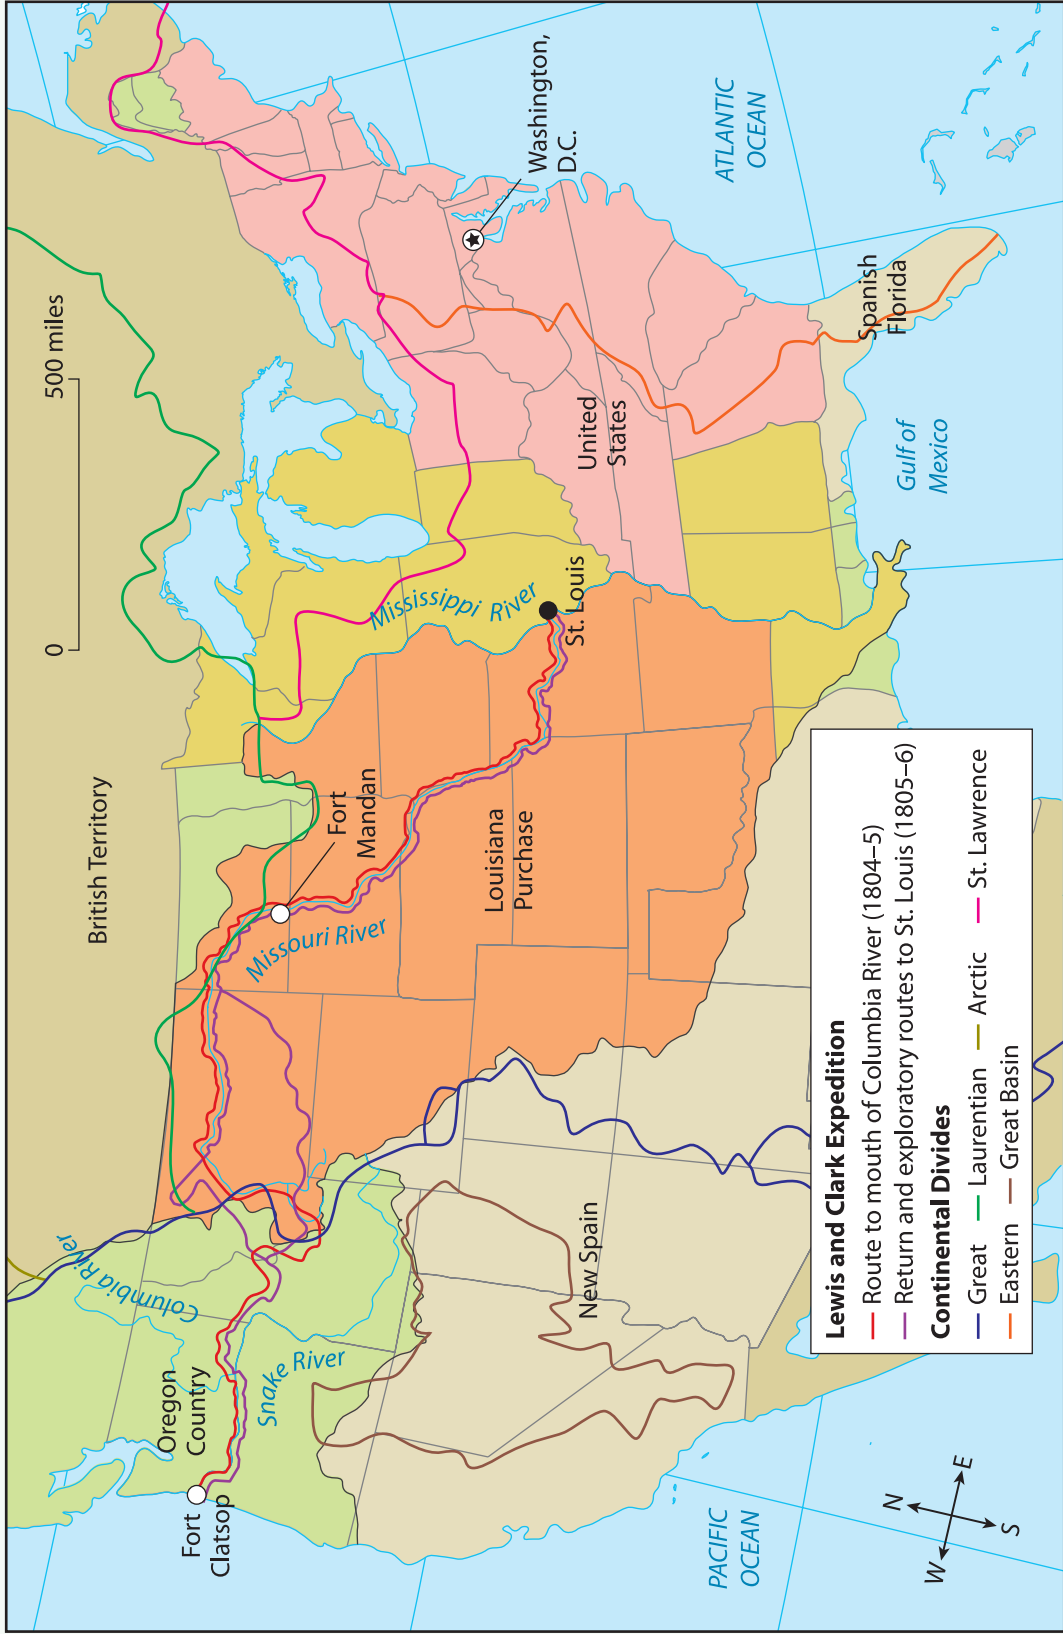 0
500 miles
British Territory
Columbia River
Oregon
Country
Snake River
Fort
Clatsop
Missouri River
Fort
Mandan
Mississippi River
St. Louis
Louisiana
Purchase
United
States
Washington,
D.C.
ATLANTIC
OCEAN
New Spain
Spanish
Florida
Gulf of
Mexico
PACIFIC
OCEAN
N
E
S
W
Lewis and Clark Expedition
Route to mouth of Columbia River (1804–5)
Return and exploratory routes to St. Louis (1805–6)
Continental Divides
Great Laurentian Arctic St. Lawrence
Eastern Great Basin